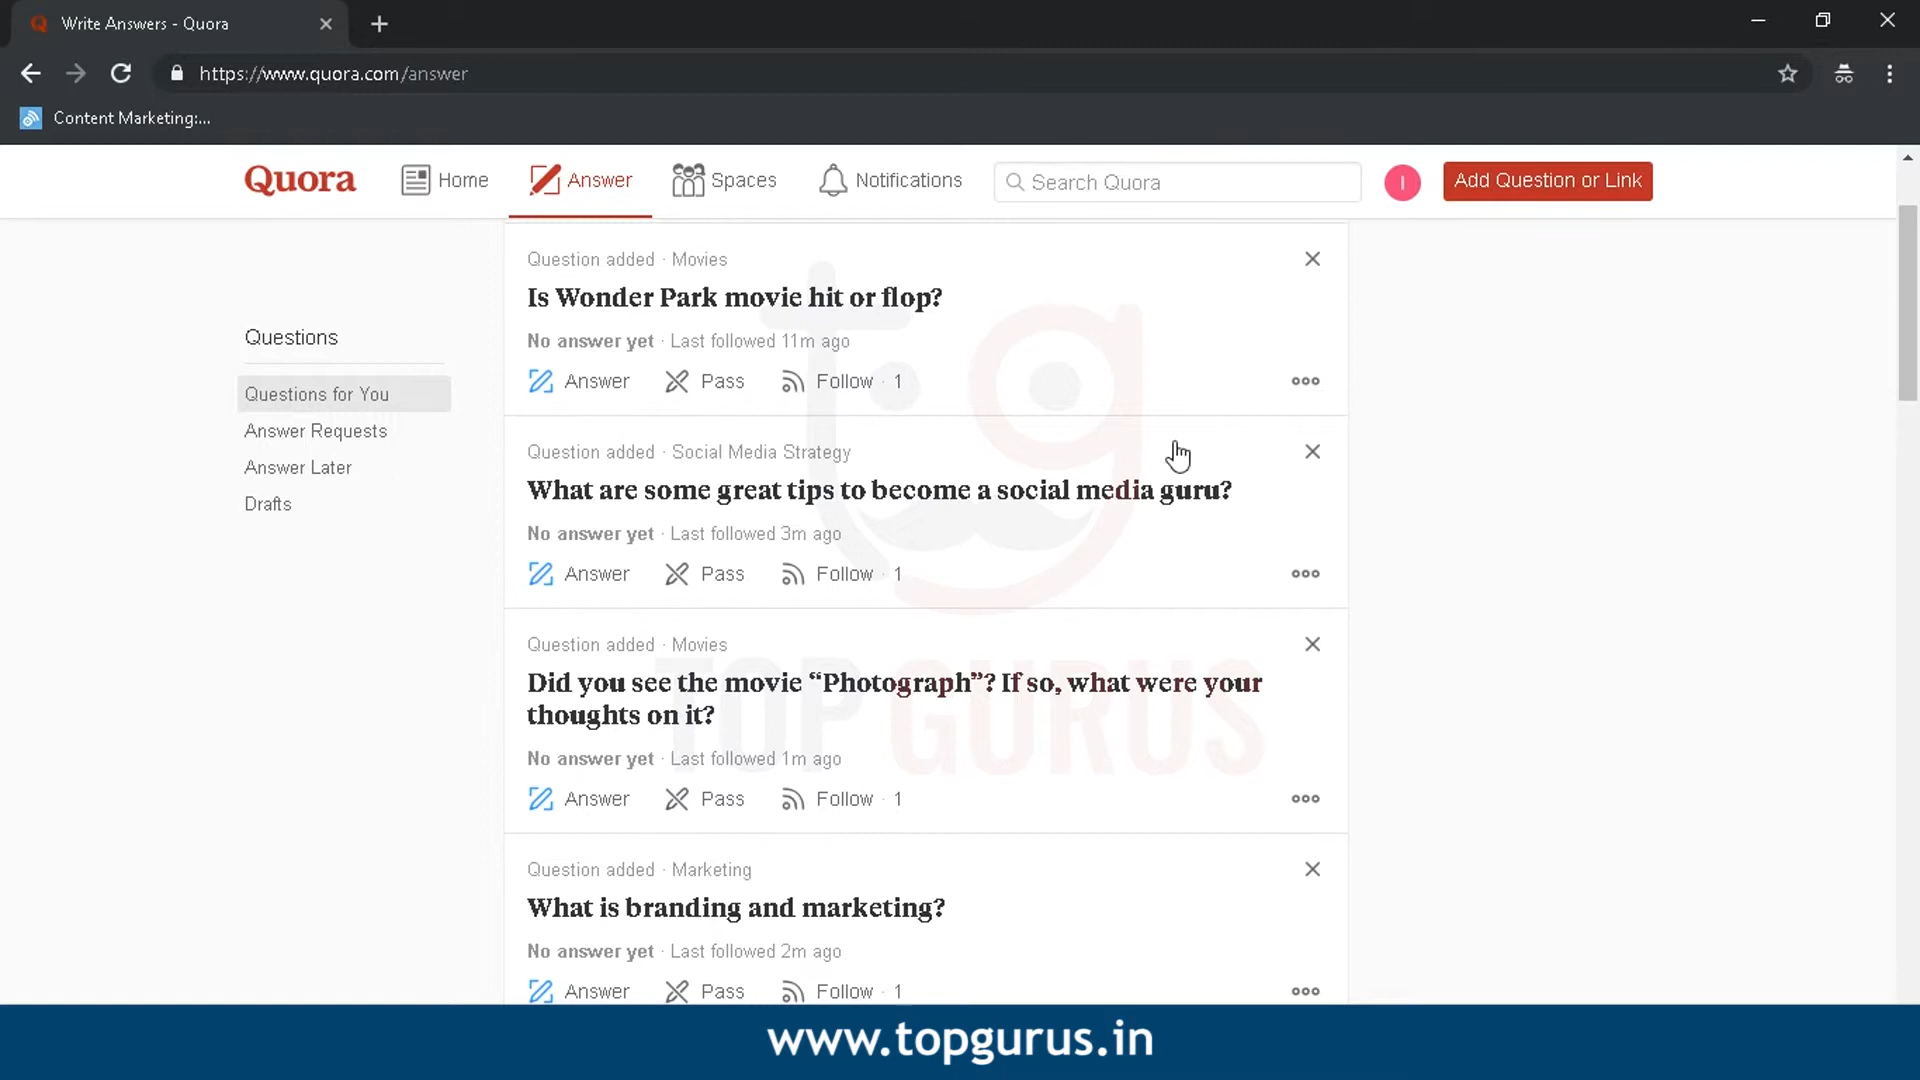 Write Answers - Quora
https://www.quora.com/answer
Content Marketing:...
Quora
Home
Answer
Spaces
Notifications
Search Quora
I
Add Question or Link
Questions
Questions for You
Answer Requests
Answer Later
Drafts
Question added · Movies
Is Wonder Park movie hit or flop?
No answer yet · Last followed 11m ago
Answer Pass Follow · 1
Question added · Social Media Strategy
What are some great tips to become a social media guru?
No answer yet · Last followed 3m ago
Answer Pass Follow · 1
Question added · Movies
Did you see the movie “Photograph”? If so, what were your
thoughts on it?
No answer yet · Last followed 1m ago
Answer Pass Follow · 1
Question added · Marketing
What is branding and marketing?
No answer yet · Last followed 2m ago
Answer Pass Follow · 1
tg
TOP GURUS
www.topgurus.in